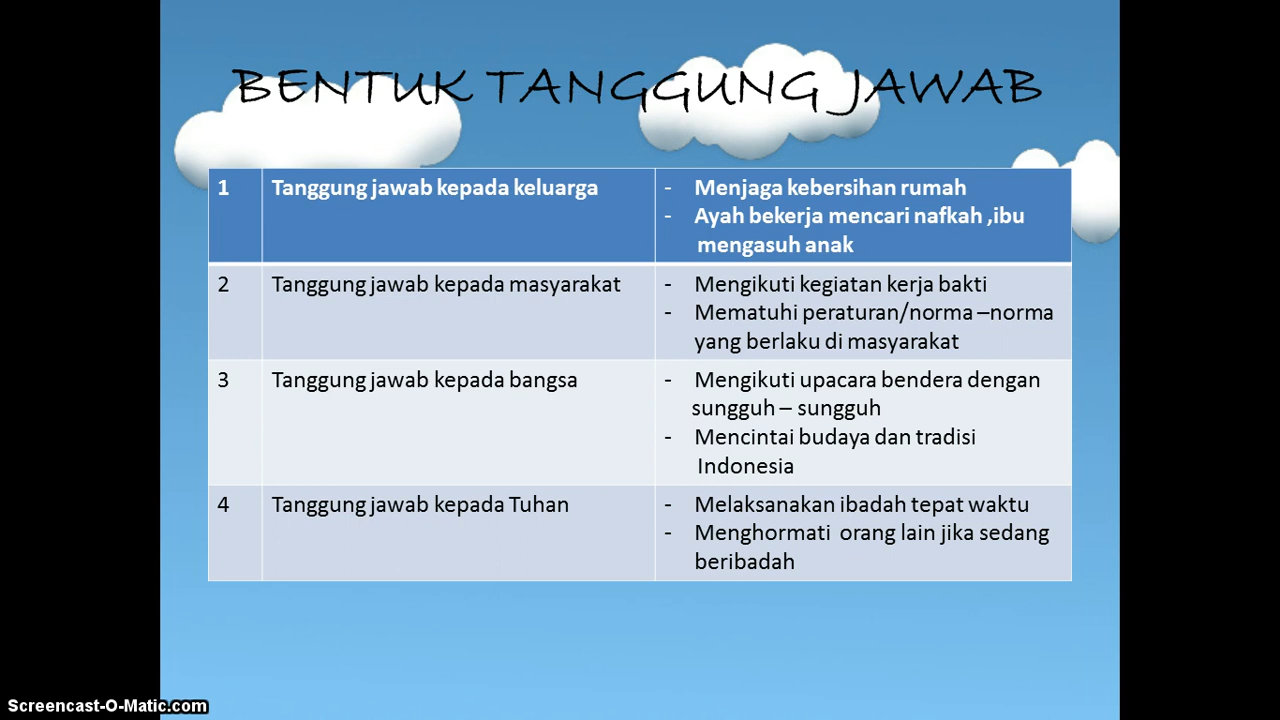 BENTUK TANGGUNG JAWAB
1 Tanggung jawab kepada keluarga - Menjaga kebersihan rumah
- Ayah bekerja mencari nafkah ,ibu
mengasuh anak
2 Tanggung jawab kepada masyarakat - Mengikuti kegiatan kerja bakti
- Mematuhi peraturan/norma –norma
yang berlaku di masyarakat
3 Tanggung jawab kepada bangsa - Mengikuti upacara bendera dengan
sungguh – sungguh
- Mencintai budaya dan tradisi
Indonesia
4 Tanggung jawab kepada Tuhan - Melaksanakan ibadah tepat waktu
- Menghormati orang lain jika sedang
beribadah
Screencast-O-Matic.com